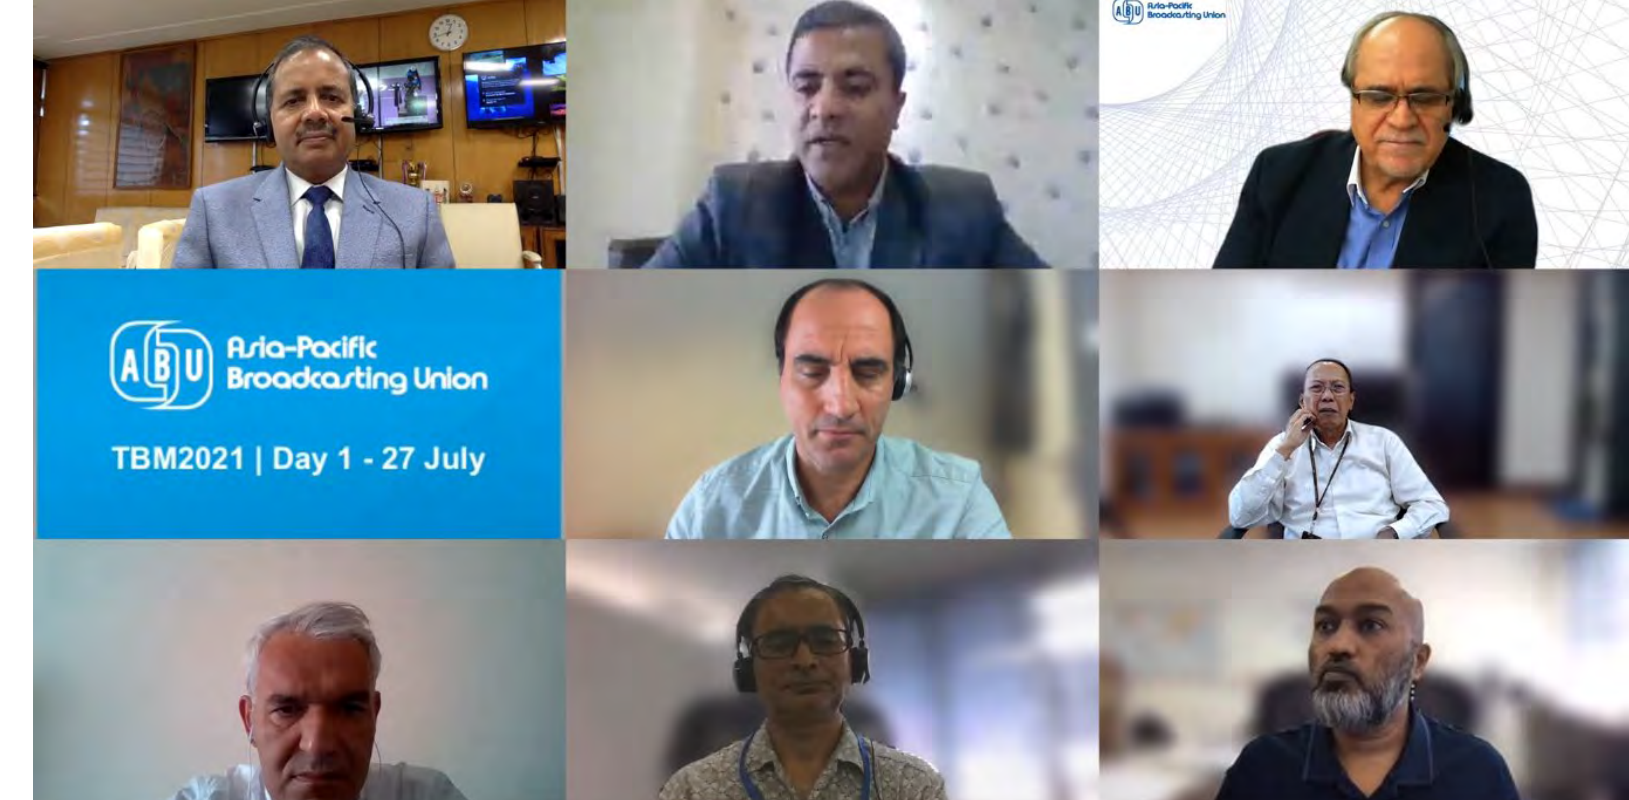 ABU Asia-Pacific
Broadcasting Union
ABU
Asia-Pacific
Broadcasting Union
TBM2021 | Day 1 - 27 July